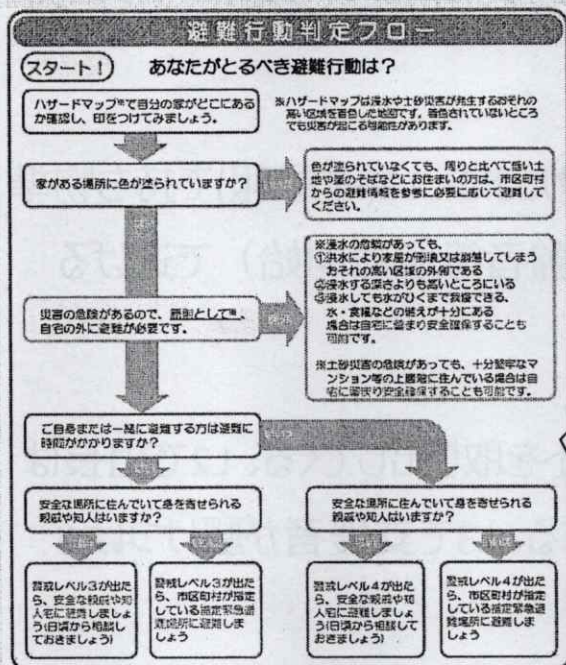 避難行動判定フロー
スタート！
あなたがとるべき避難行動は？
ハザードマップ※で自分の家がどこにある
か確認し、印をつけてみましょう。
※ハザードマップは浸水や土砂災害が発生するおそれの
高い区域を着色した地図です。着色されていないところ
でも災害が起こる可能性があります。
家がある場所に色が塗られていますか？
いいえ
色が塗られていなくても、周りと比べて低い土
地や崖のそばなどにお住まいの方は、市区町村
からの避難情報を参考に必要に応じて避難して
ください。
はい
災害の危険があるので、原則として※、
自宅の外に避難が必要です。
例外
※浸水の危険があっても、
①洪水により家屋が倒壊又は崩落してしまう
おそれの高い区域の外側である
②浸水する深さよりも高いところにいる
③浸水しても水がひくまで我慢できる、
水・食糧などの備えが十分にある
場合は自宅に留まり安全確保することも
可能です。
※土砂災害の危険があっても、十分堅牢なマ
ンション等の上層階に住んでいる場合は自
宅に留まり安全確保することも可能です。
ご自身または一緒に避難する方は避難に
時間がかかりますか？
はい
いいえ
安全な場所に住んでいて身を寄せられる
親戚や知人はいますか？
安全な場所に住んでいて身を寄せられる
親戚や知人はいますか？
はい
いいえ
はい
いいえ
警戒レベル3が出た
ら、安全な親戚や知
人宅に避難しましょ
う(日頃から相談し
ておきましょう)
警戒レベル3が出た
ら、市区町村が指定
している指定緊急避
難場所に避難しま
しょう
警戒レベル4が出た
ら、安全な親戚や知
人宅に避難しましょ
う(日頃から相談し
ておきましょう)
警戒レベル4が出た
ら、市区町村が指定
している指定緊急避
難場所に避難しま
しょう